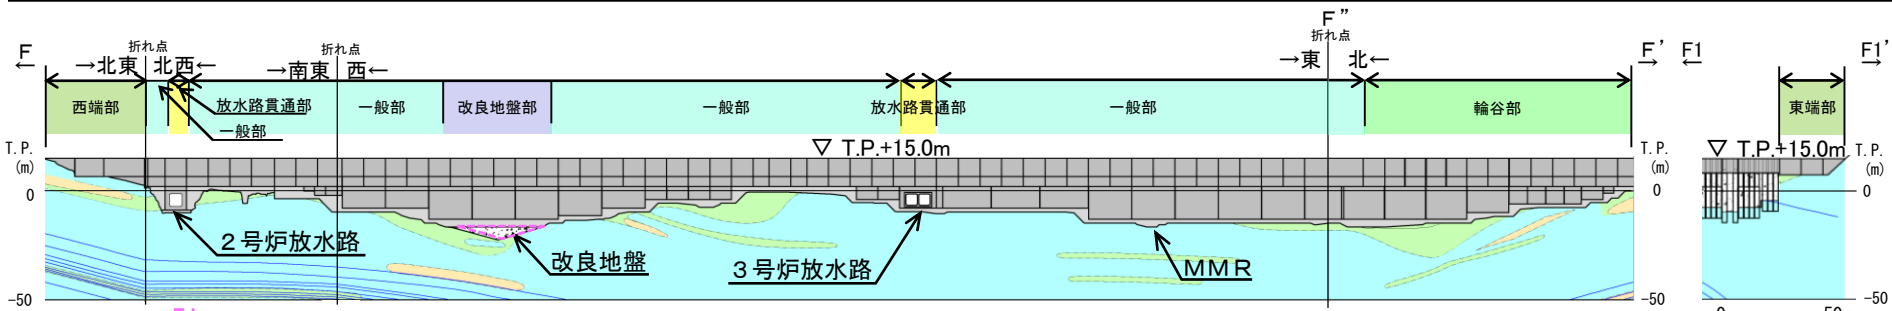 F”
折れ点 折れ点 折れ点
F F’ F1 F1’
← → ← →
→北東 北西← →南東 西← →東 北←
西端部 放水路貫通部 一般部 改良地盤部 一般部 放水路貫通部 一般部 輪谷部 東端部
一般部
T.P. ▽ T.P.+15.0m T.P. ▽ T.P.+15.0m T.P.
(m) (m) (m)
0 0 0
2号炉放水路 改良地盤 3号炉放水路 MMR
-50 -50 -50